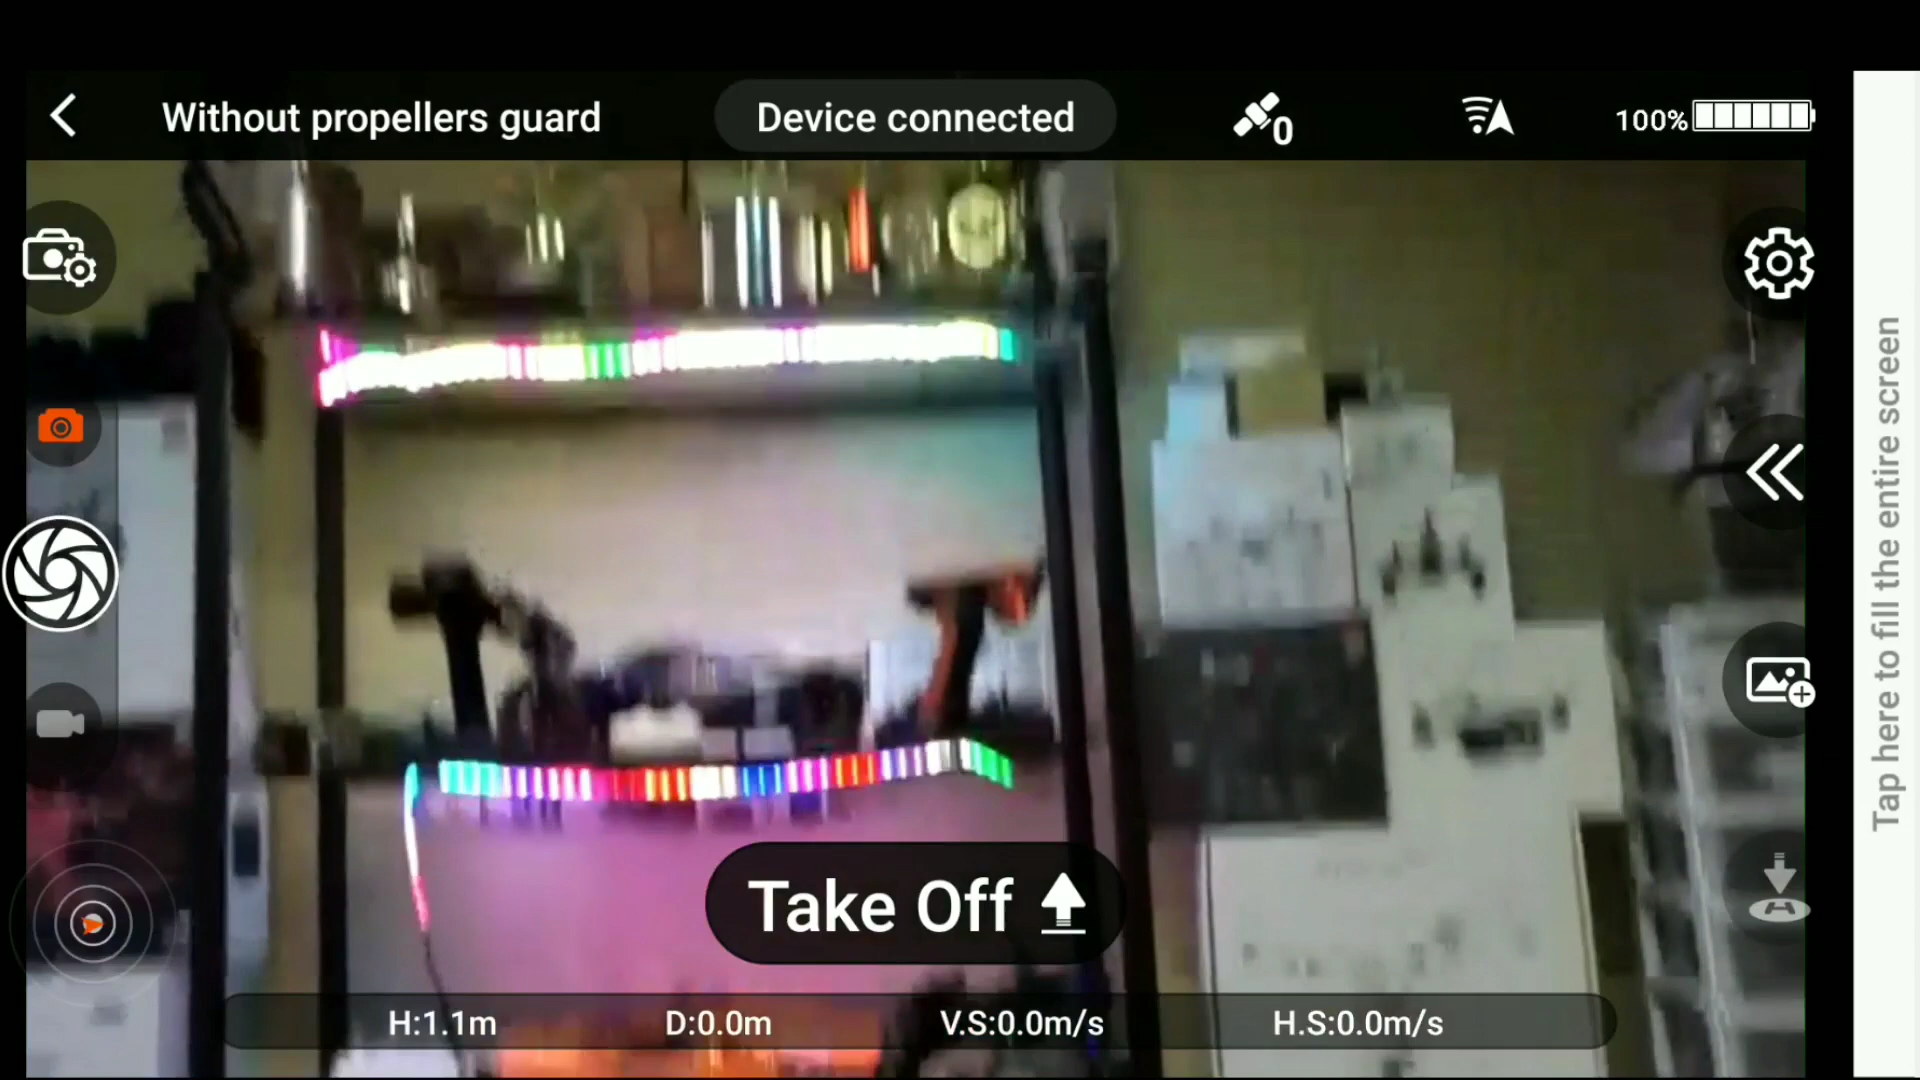 Without propellers guard
Device connected
0
100%
Take Off
H:1.1m
D:0.0m
V.S:0.0m/s
H.S:0.0m/s
Tap here to fill the entire screen